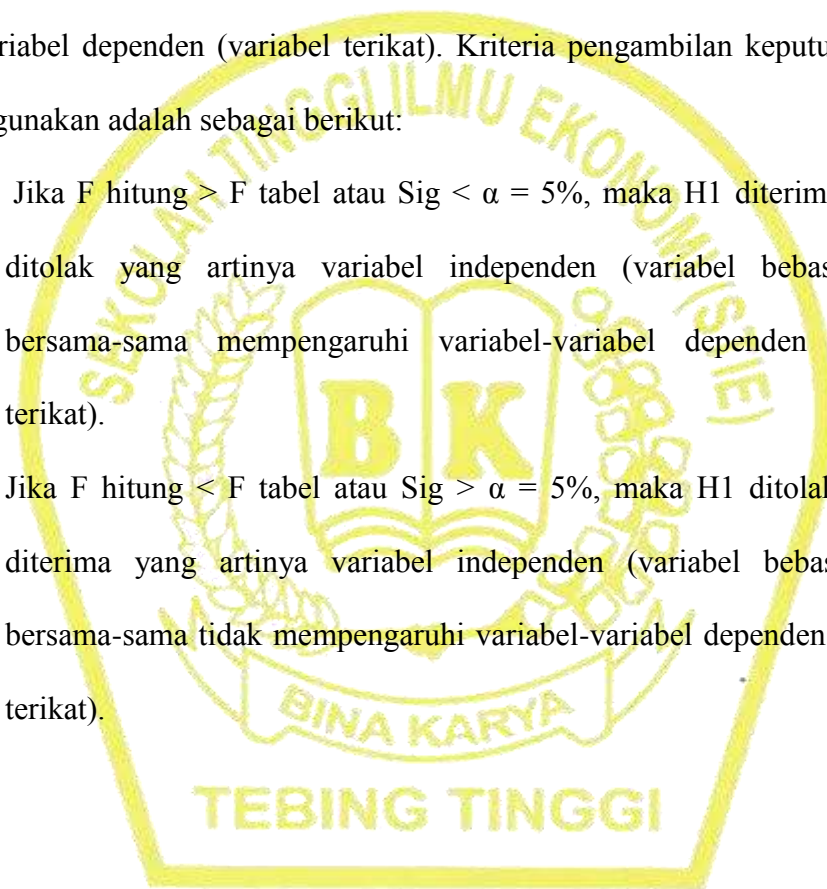 riabel dependen (variabel terikat). Kriteria pengambilan keputu
gunakan adalah sebagai berikut:
Jika F hitung > F tabel atau Sig < α = 5%, maka H1 diterim
ditolak yang artinya variabel independen (variabel bebas
bersama-sama mempengaruhi variabel-variabel dependen
terikat).
Jika F hitung < F tabel atau Sig > α = 5%, maka H1 ditolal
diterima yang artinya variabel independen (variabel bebas
bersama-sama tidak mempengaruhi variabel-variabel dependen
terikat).
SEKOLAH TINGGI ILMU EKONOMI (STIE)
B K
BINA KARYA
TEBING TINGGI